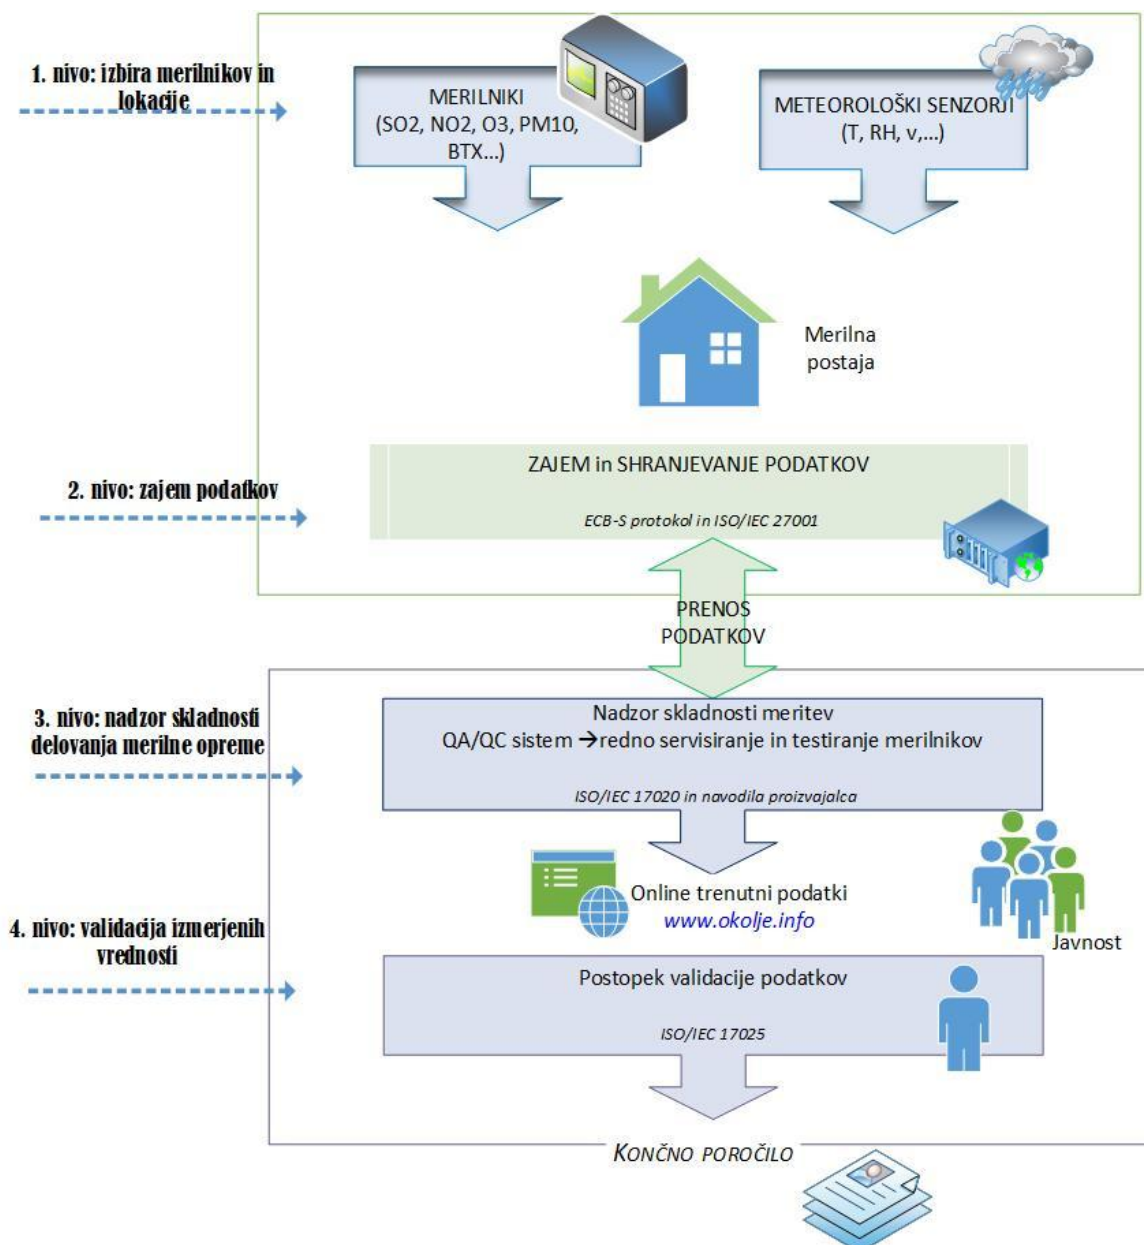 1. nivo: izbira merilnikov in
lokacije
MERILNIKI
(SO2, NO2, O3, PM10,
BTX...)
METEOROLOŠKI SENZORJI
(T, RH, v,...)
Merilna
postaja
2. nivo: zajem podatkov
ZAJEM in SHRANJEVANJE PODATKOV
ECB-S protokol in ISO/IEC 27001
PRENOS
PODATKOV
3. nivo: nadzor skladnosti
delovanja merilne opreme
Nadzor skladnosti meritev
QA/QC sistem →redno servisiranje in testiranje merilnikov
ISO/IEC 17020 in navodila proizvajalca
Online trenutni podatki
www.okolje.info
Javnost
4. nivo: validacija izmerjenih
vrednosti
Postopek validacije podatkov
ISO/IEC 17025
KONČNO POROČILO